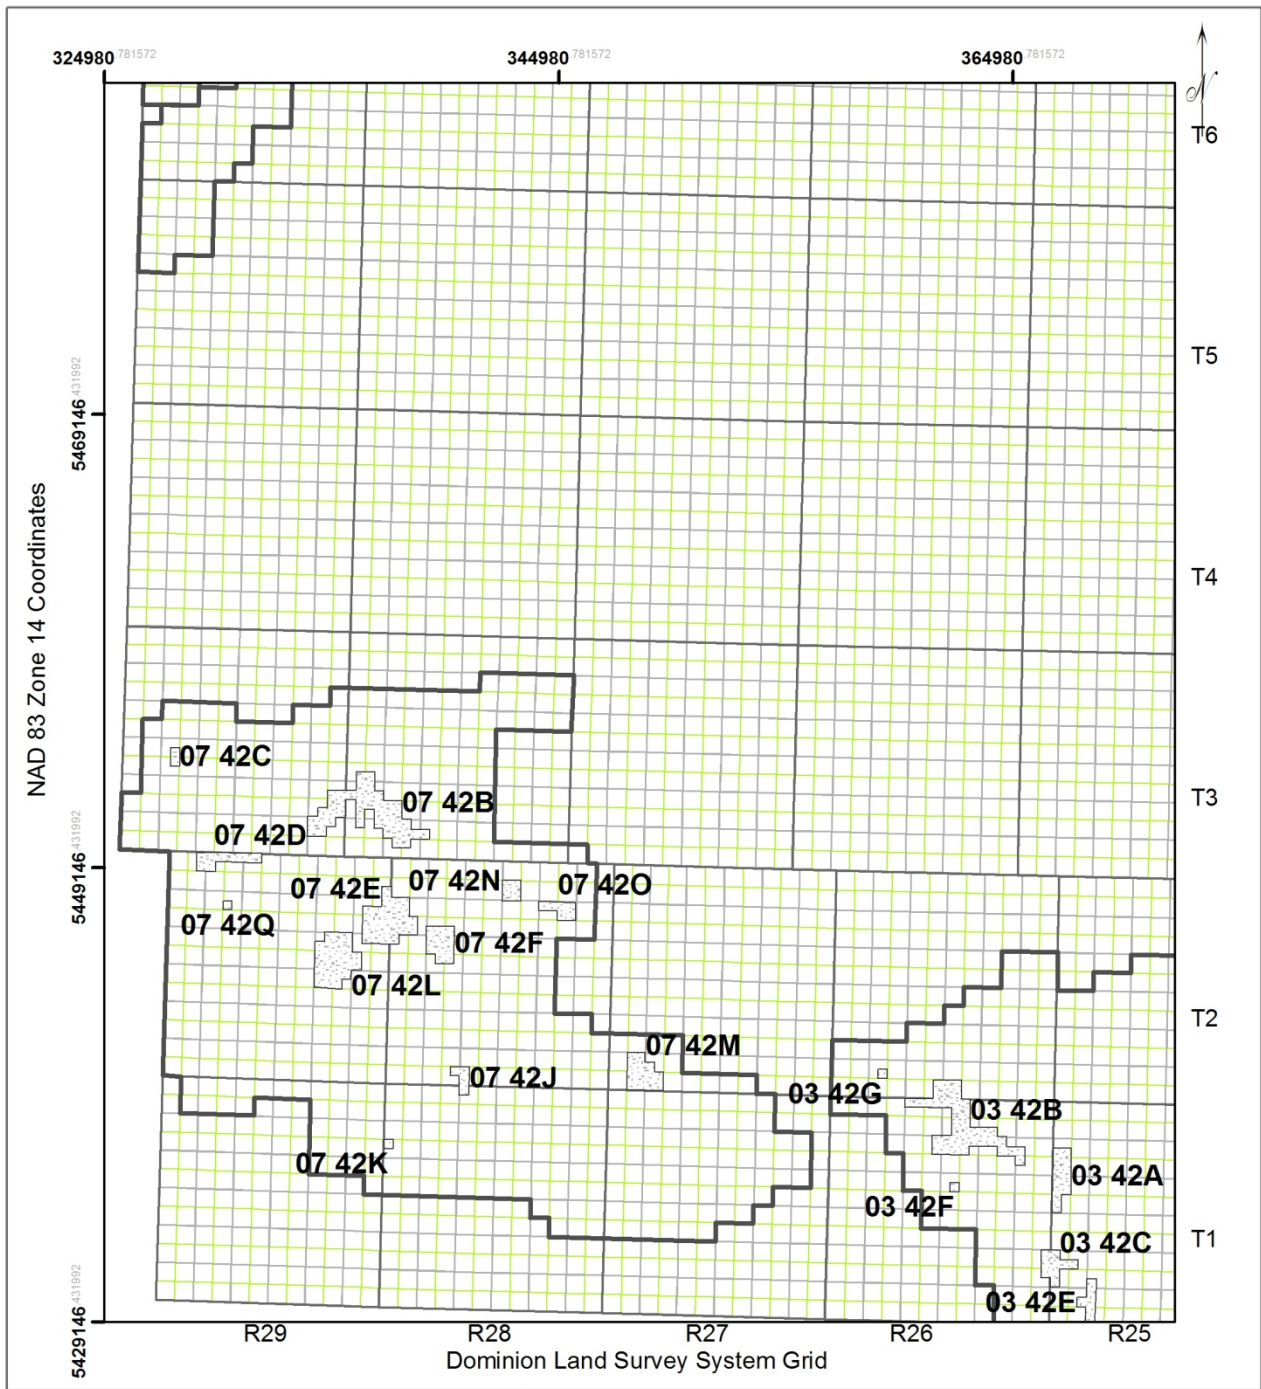 324980.781572
344980.781572
364980.781572
N
T6
T5
5469146.431992
T4
NAD 83 Zone 14 Coordinates
07 42C
07 42B
T3
07 42D
5449146.431992
07 42E
07 42N
07 42O
07 42Q
07 42F
07 42L
T2
07 42M
07 42J
03 42G
03 42B
07 42K
03 42A
03 42F
T1
03 42C
03 42E
5429146.431992
R29
R28
R27
R26
R25
Dominion Land Survey System Grid